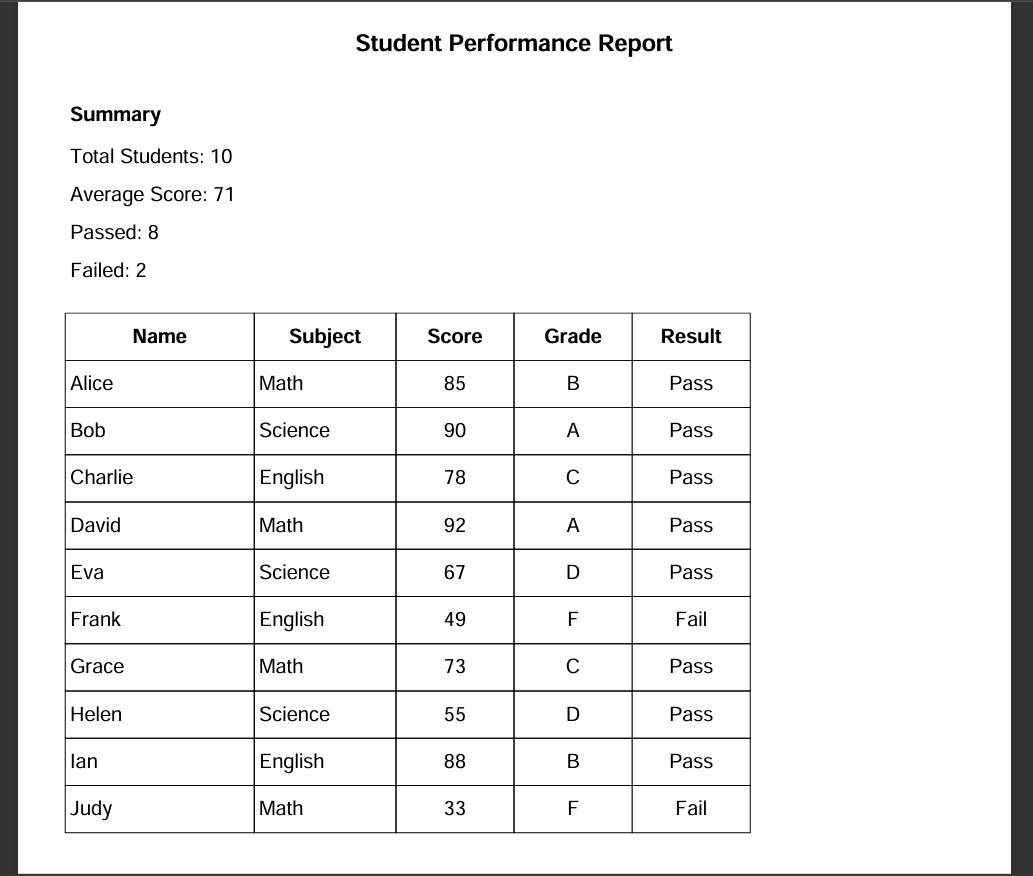 Student Performance Report
Summary
Total Students: 10
Average Score: 71
Passed: 8
Failed: 2
Name Subject Score Grade Result
Alice Math 85 B Pass
Bob Science 90 A Pass
Charlie English 78 C Pass
David Math 92 A Pass
Eva Science 67 D Pass
Frank English 49 F Fail
Grace Math 73 C Pass
Helen Science 55 D Pass
Ian English 88 B Pass
Judy Math 33 F Fail